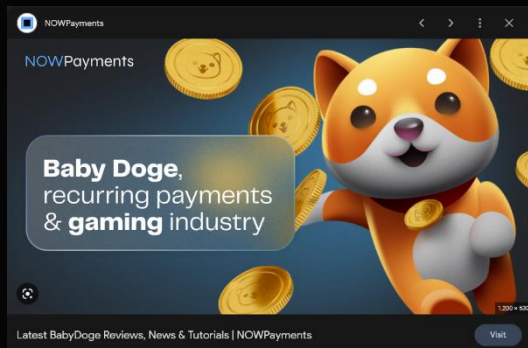 NOWPayments
NOWPayments
Baby Doge,
recurring payments
& gaming industry
Latest BabyDoge Reviews, News & Tutorials | NOWPayments
Visit